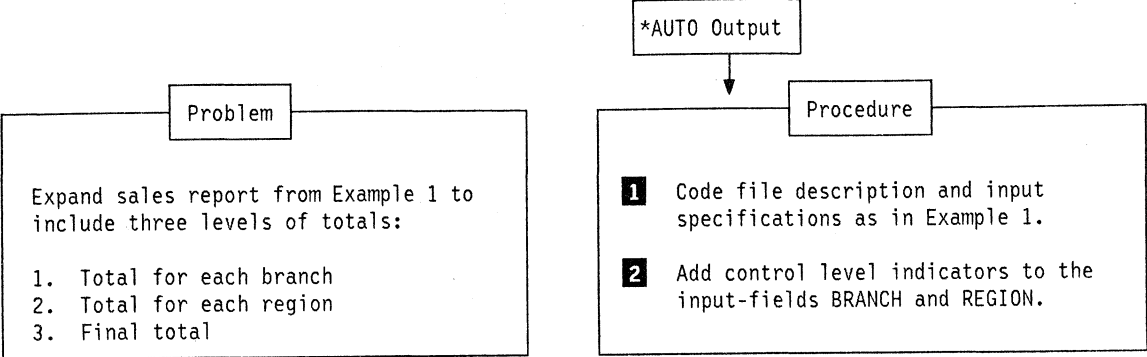 *AUTO Output
Problem
Expand sales report from Example 1 to
include three levels of totals:
1. Total for each branch
2. Total for each region
3. Final total
Procedure
1 Code file description and input
specifications as in Example 1.
2 Add control level indicators to the
input-fields BRANCH and REGION.